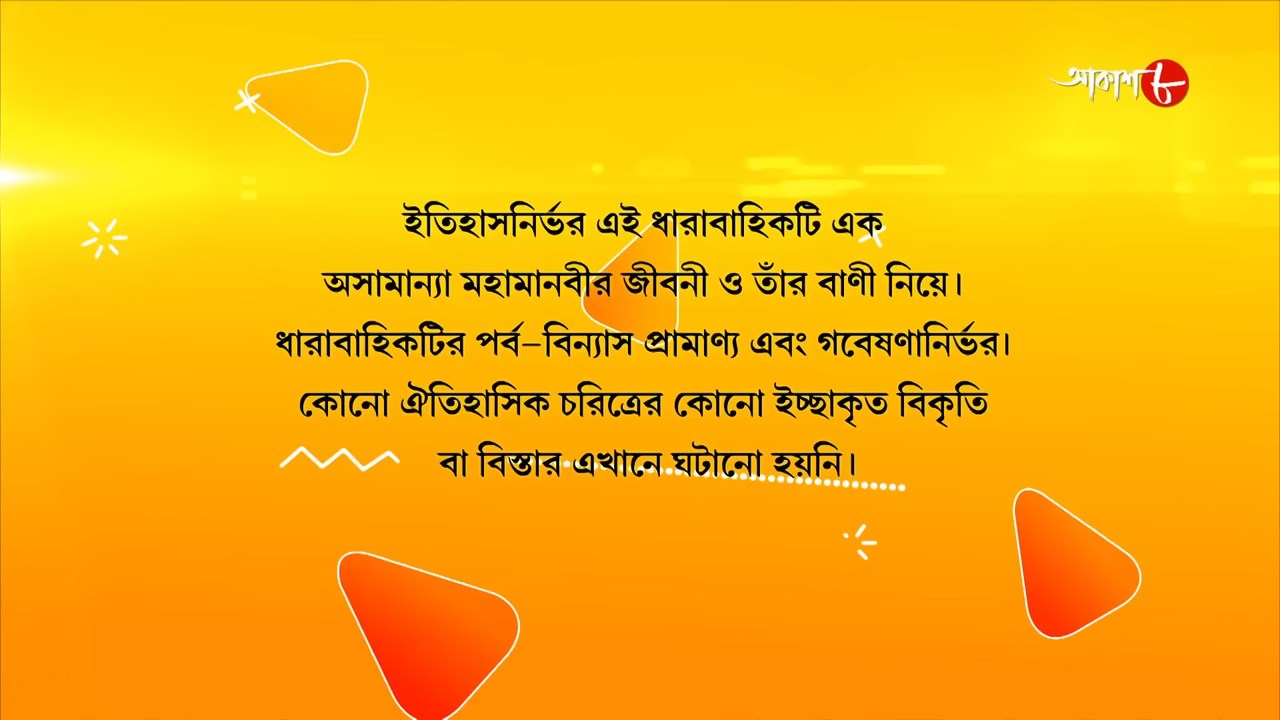 আকাশ ৮
ইতিহাসনির্ভর এই ধারাবাহিকটি এক
অসামান্যা মহামানবীর জীবনী ও তাঁর বাণী নিয়ে।
ধারাবাহিকটির পর্ব–বিন্যাস প্রামাণ্য এবং গবেষণানির্ভর।
কোনো ঐতিহাসিক চরিত্রের কোনো ইচ্ছাকৃত বিকৃতি
বা বিস্তার এখানে ঘটানো হয়নি।